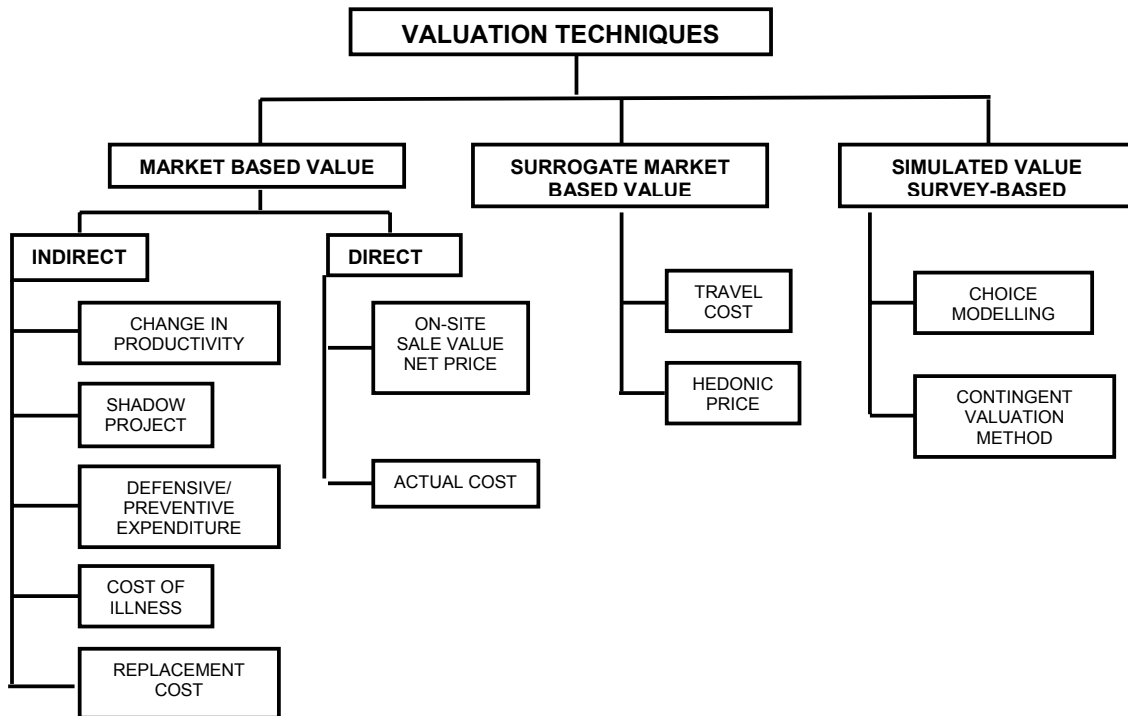 VALUATION TECHNIQUES
MARKET BASED VALUE
SURROGATE MARKET
BASED VALUE
SIMULATED VALUE
SURVEY-BASED
INDIRECT
DIRECT
CHANGE IN
PRODUCTIVITY
SHADOW
PROJECT
DEFENSIVE/
PREVENTIVE
EXPENDITURE
COST OF
ILLNESS
REPLACEMENT
COST
ON-SITE
SALE VALUE
NET PRICE
ACTUAL COST
TRAVEL
COST
HEDONIC
PRICE
CHOICE
MODELLING
CONTINGENT
VALUATION
METHOD